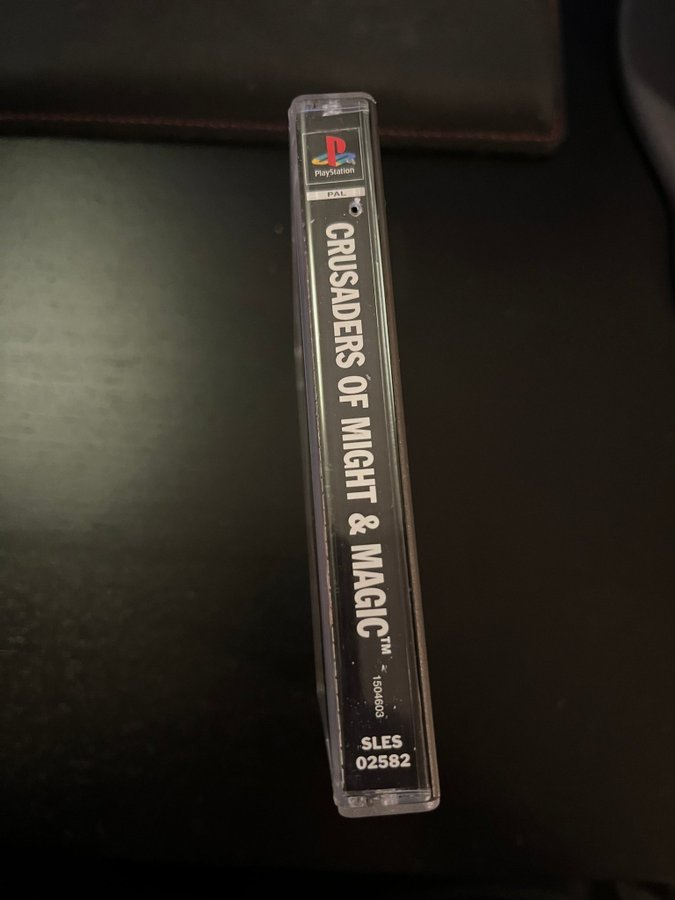 PlayStation
PAL
CRUSADERS OF MIGHT & MAGIC™
1504603
SLES
02582